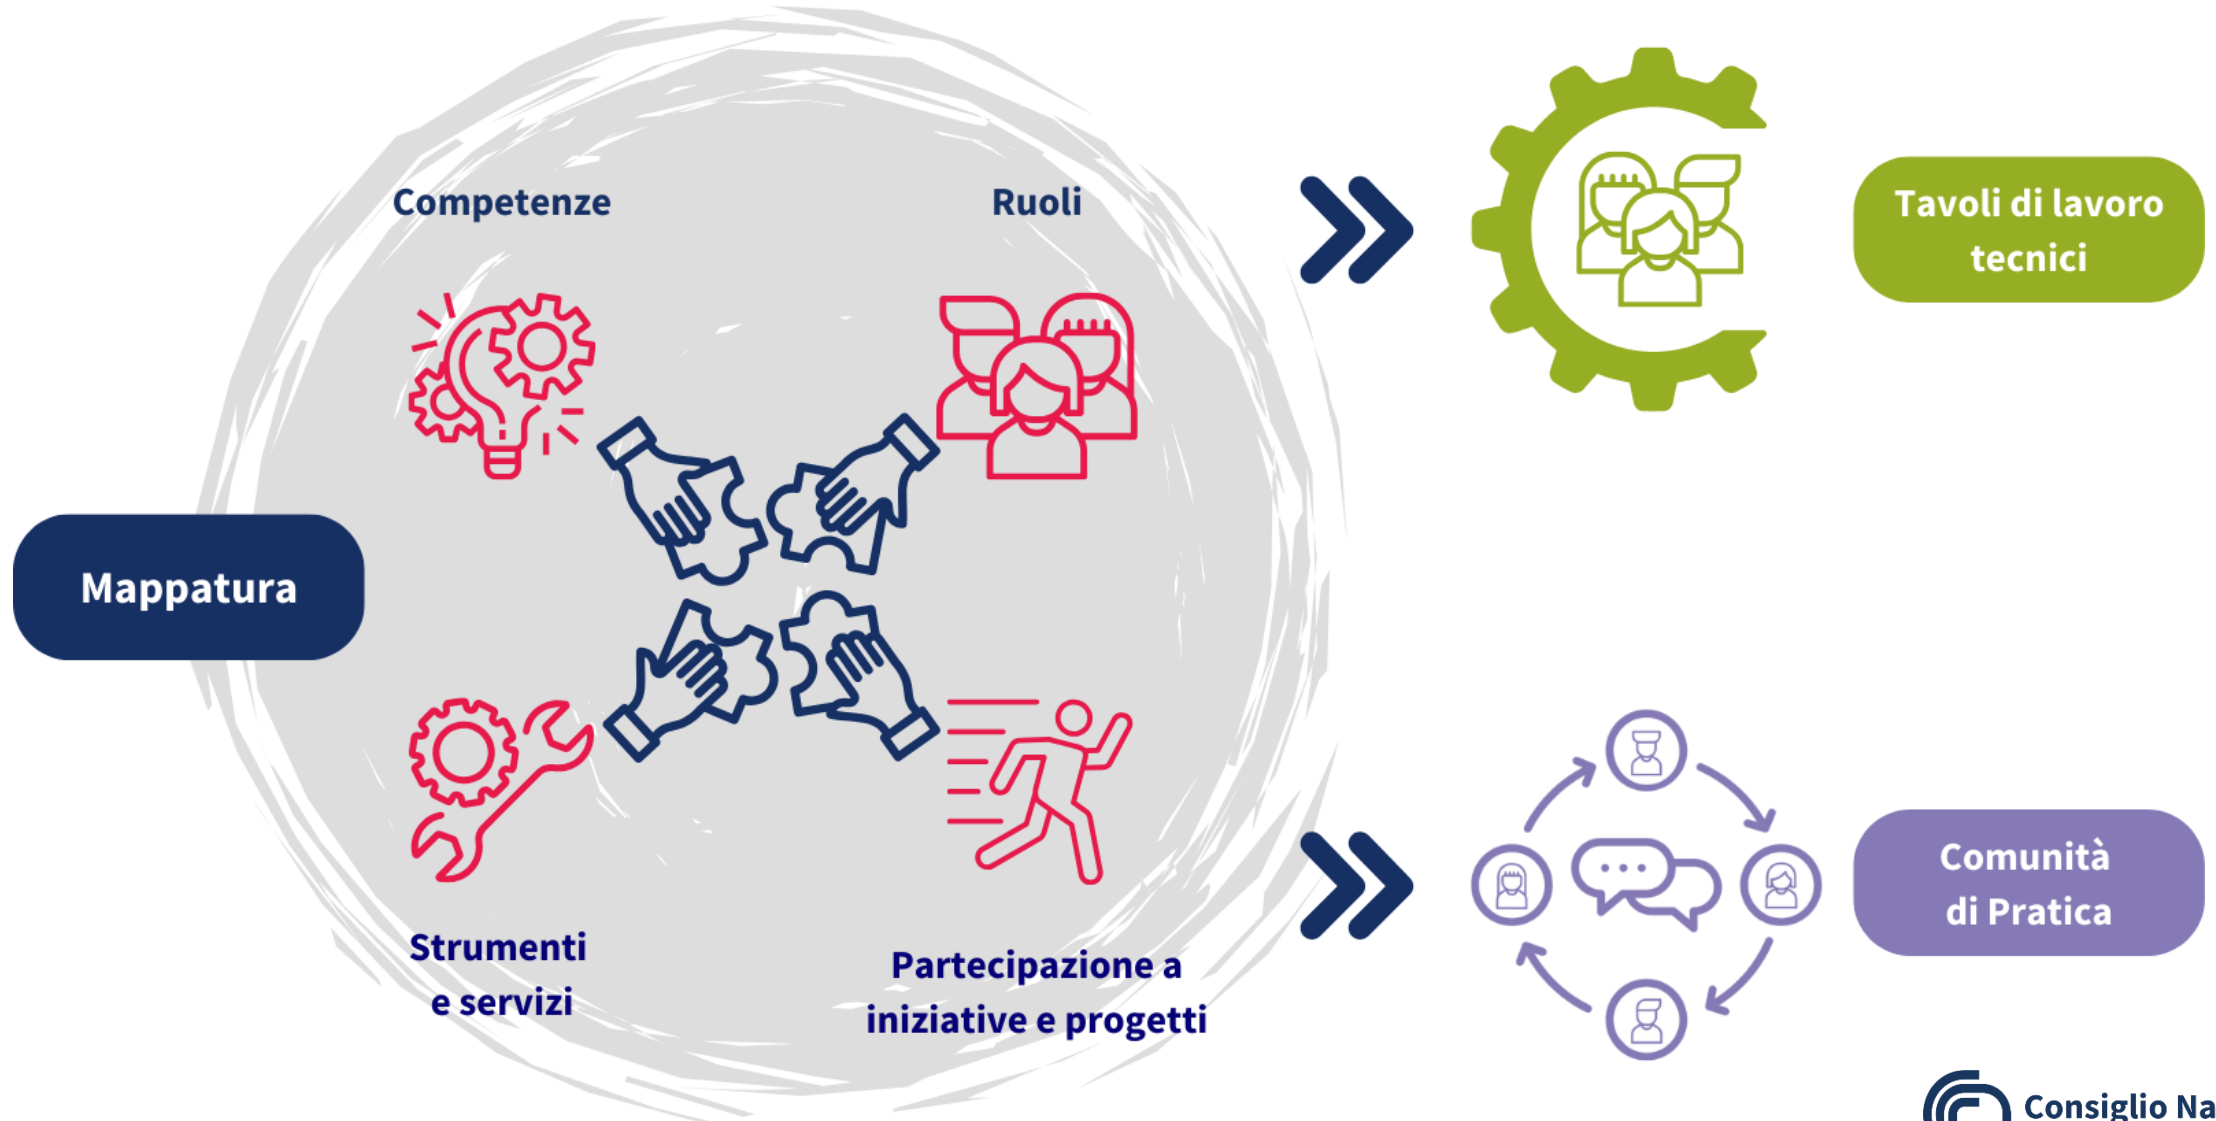 Competenze
Ruoli
Tavoli di lavoro
tecnici
Mappatura
Strumenti
e servizi
Partecipazione a
iniziative e progetti
Comunità
di Pratica
Consiglio Na